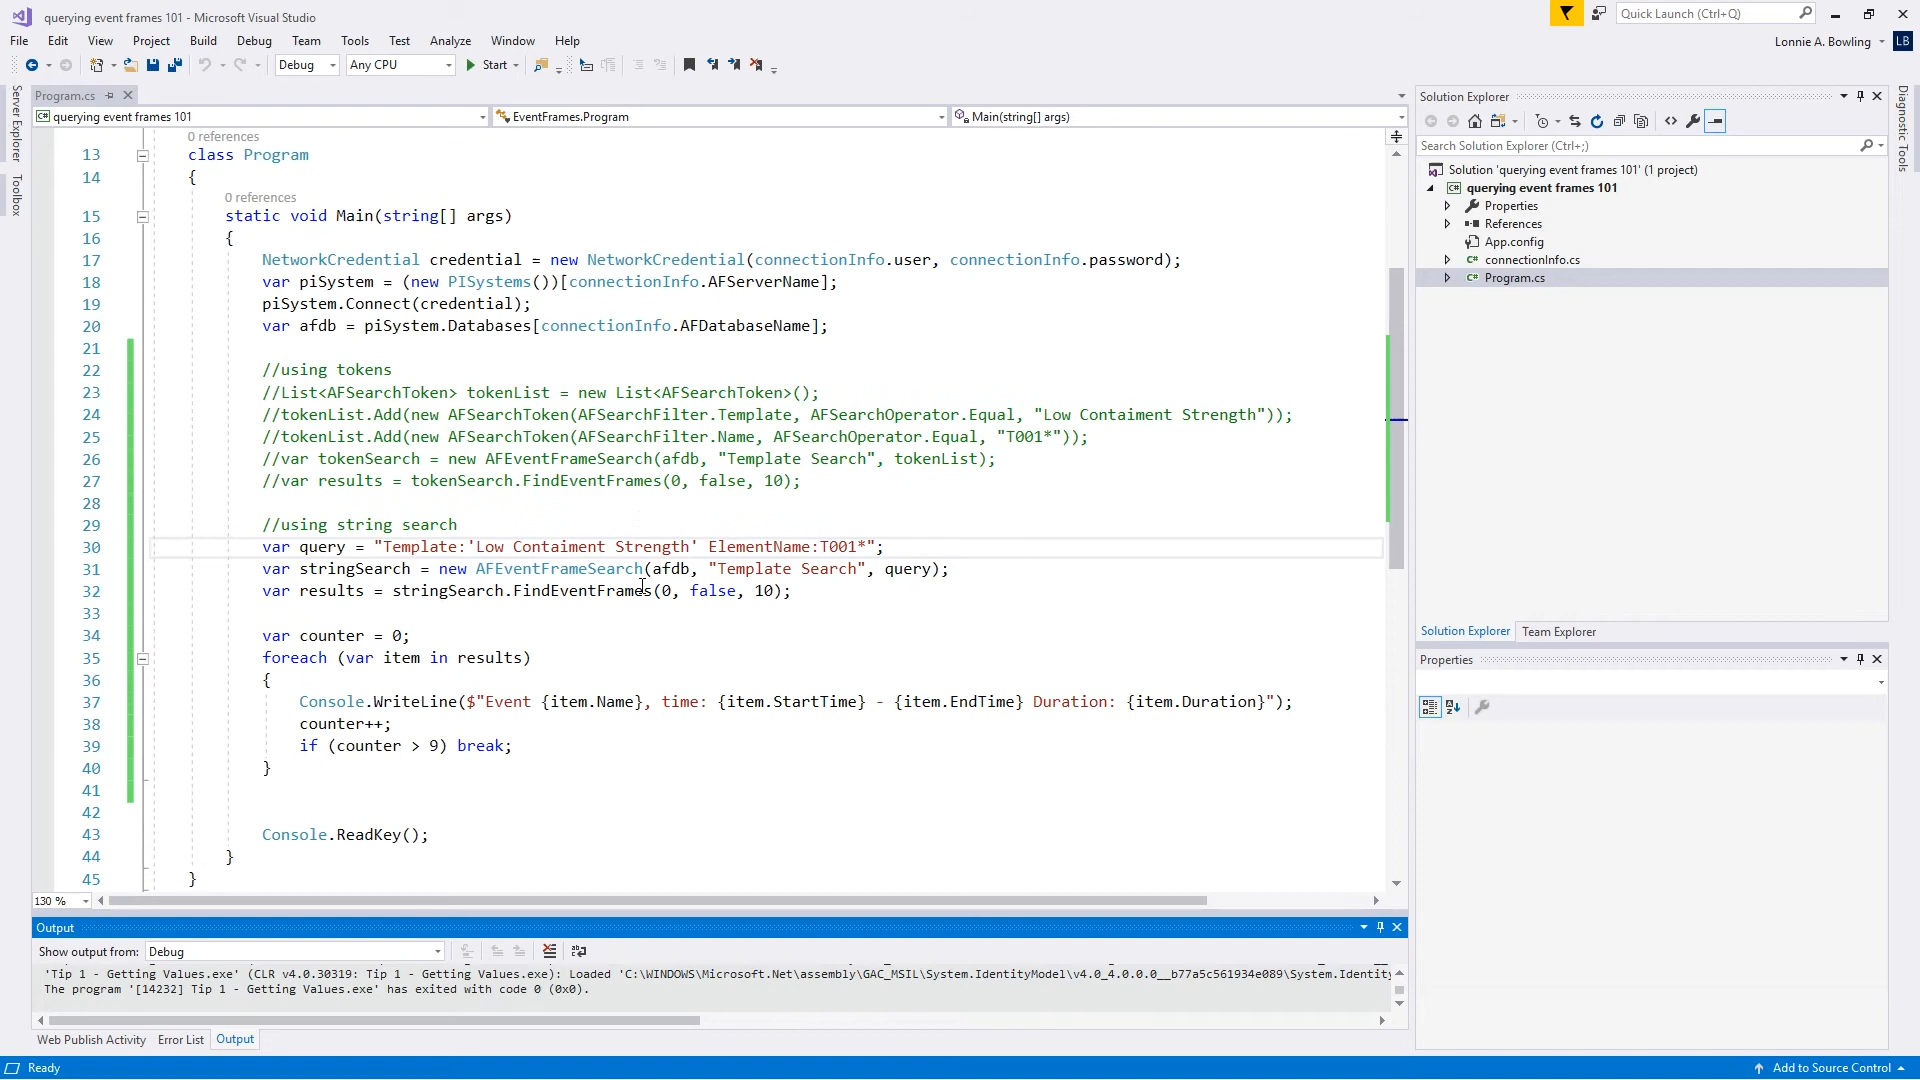 querying event frames 101 - Microsoft Visual Studio
Quick Launch (Ctrl+Q)
File Edit View Project Build Debug Team Tools Test Analyze Window Help
Lonnie A. Bowling LB
Debug Any CPU Start
Server Explorer
Toolbox
Program.cs
querying event frames 101 EventFrames.Program Main(string[] args)
0 references
13 class Program
14 {
0 references
15 static void Main(string[] args)
16 {
17 NetworkCredential credential = new NetworkCredential(connectionInfo.user, connectionInfo.password);
18 var piSystem = (new PISystems())[connectionInfo.AFServerName];
19 piSystem.Connect(credential);
20 var afdb = piSystem.Databases[connectionInfo.AFDatabaseName];
21
22 //using tokens
23 //List<AFSearchToken> tokenList = new List<AFSearchToken>();
24 //tokenList.Add(new AFSearchToken(AFSearchFilter.Template, AFSearchOperator.Equal, "Low Contaiment Strength"));
25 //tokenList.Add(new AFSearchToken(AFSearchFilter.Name, AFSearchOperator.Equal, "T001*"));
26 //var tokenSearch = new AFEventFrameSearch(afdb, "Template Search", tokenList);
27 //var results = tokenSearch.FindEventFrames(0, false, 10);
28
29 //using string search
30 var query = "Template:'Low Contaiment Strength' ElementName:T001*";
31 var stringSearch = new AFEventFrameSearch(afdb, "Template Search", query);
32 var results = stringSearch.FindEventFrames(0, false, 10);
33
34 var counter = 0;
35 foreach (var item in results)
36 {
37 Console.WriteLine($"Event {item.Name}, time: {item.StartTime} - {item.EndTime} Duration: {item.Duration}");
38 counter++;
39 if (counter > 9) break;
40 }
41
42
43 Console.ReadKey();
44 }
45 }
130 %
Output
Show output from: Debug
'Tip 1 - Getting Values.exe' (CLR v4.0.30319: Tip 1 - Getting Values.exe): Loaded 'C:\WINDOWS\Microsoft.Net\assembly\GAC_MSIL\System.IdentityModel\v4.0_4.0.0.0__b77a5c561934e089\System.Identity
The program '[14232] Tip 1 - Getting Values.exe' has exited with code 0 (0x0).
Web Publish Activity Error List Output
Ready
Add to Source Control
Solution Explorer
Search Solution Explorer (Ctrl+;)
Solution 'querying event frames 101' (1 project)
querying event frames 101
Properties
References
App.config
connectionInfo.cs
Program.cs
Solution Explorer Team Explorer
Properties
Diagnostic Tools